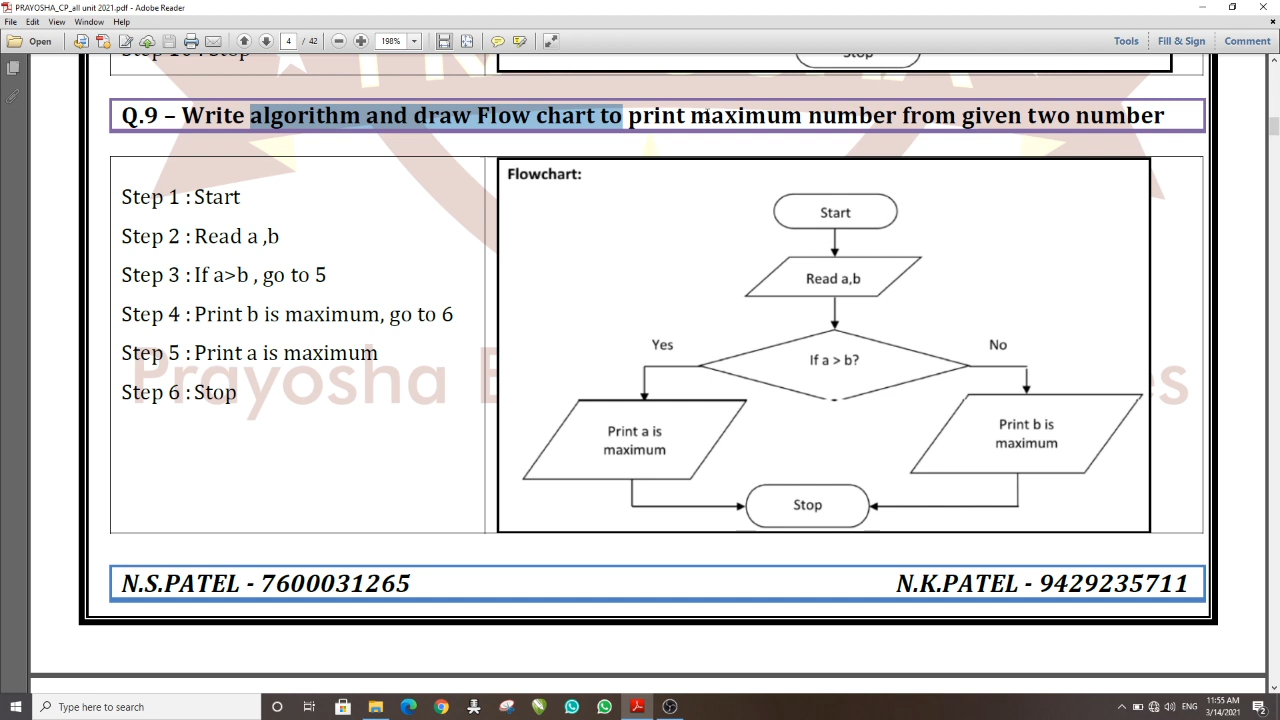 PRAYOSHA_CP_all unit 2021.pdf - Adobe Reader
File Edit View Window Help
Open 4 / 42 198% Tools Fill & Sign Comment
Stop
Q.9 – Write algorithm and draw Flow chart to print maximum number from given two number
Step 1 : Start
Step 2 : Read a ,b
Step 3 : If a>b , go to 5
Step 4 : Print b is maximum, go to 6
Step 5 : Print a is maximum
Step 6 : Stop
Flowchart:
Start
Read a,b
If a > b?
Yes
No
Print a is
maximum
Print b is
maximum
Stop
Prayosha
N.S.PATEL - 7600031265
N.K.PATEL - 9429235711
Type here to search
ENG
11:55 AM
3/14/2021
2